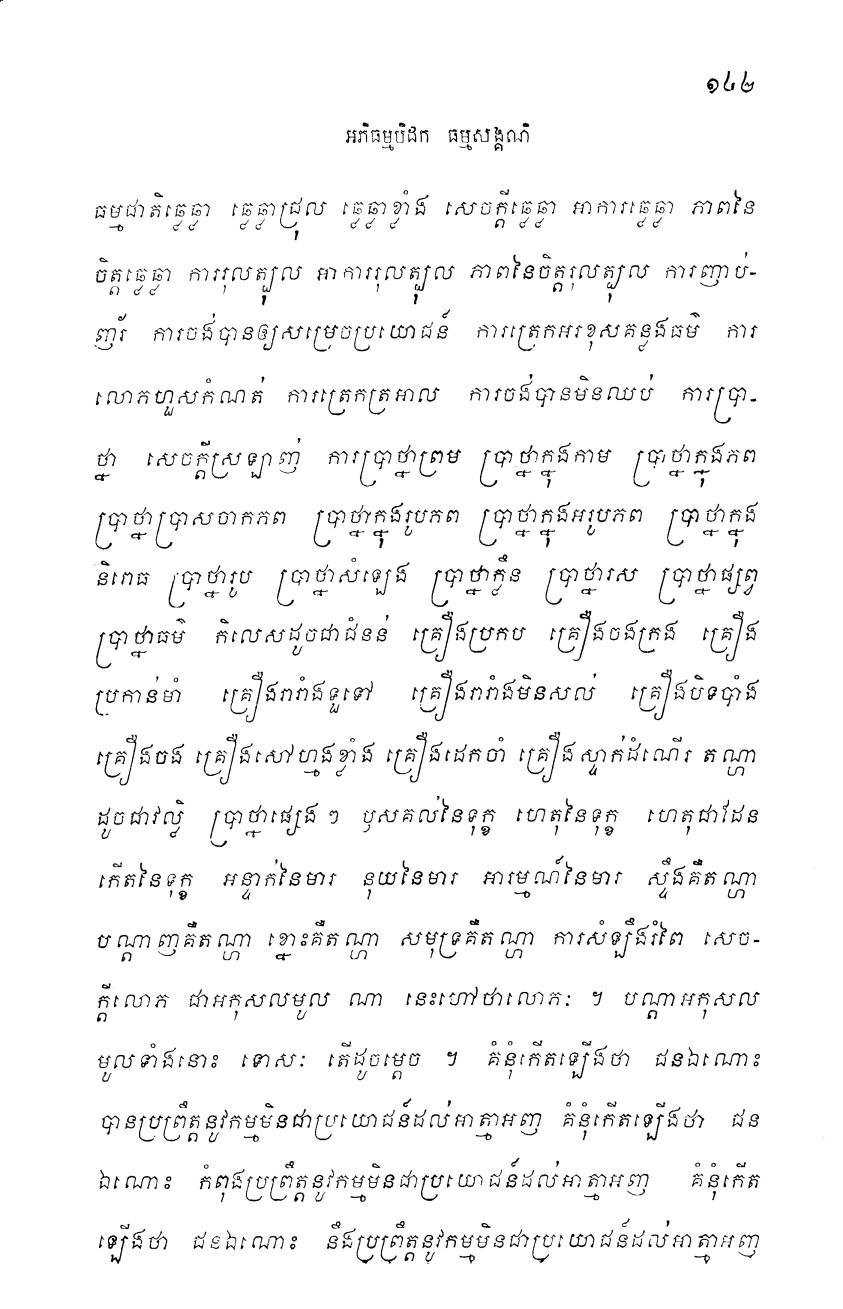 ១៤២
អភិធម្មបិដក ធម្មសង្គណិ
ធម្មជាតិធ្ងេធ្ងា ធ្ងេធ្ងាជ្រុល ធ្ងេធ្ងាខ្លាំង សេចក្តីធ្ងេធ្ងា អាការធ្ងេធ្ងា ភាពនៃ
ចិត្តធ្ងេធ្ងា ការរុលត្បុល អាការរុលត្បុល ភាពនៃចិត្តរុលត្បុល ការញាប់-
ញ័រ ការចង់បានឲ្យសម្រេចប្រយោជន៍ ការត្រេកអរខុសគន្លងធម៌ ការ
លោភហួសកំណត់ ការត្រេកត្រអាល ការចង់បានមិនឈប់ ការប្រា-
ថ្នា សេចក្តីស្រឡាញ់ ការប្រាថ្នាព្រម ប្រាថ្នាក្នុងកាម ប្រាថ្នាក្នុងភព
ប្រាថ្នាប្រាសចាកភព ប្រាថ្នាក្នុងរូបភព ប្រាថ្នាក្នុងអរូបភព ប្រាថ្នាក្នុង
និរោធ ប្រាថ្នារូប ប្រាថ្នាសំឡេង ប្រាថ្នាក្លិន ប្រាថ្នារស ប្រាថ្នាផ្សព្វ
ប្រាថ្នាធម៌ កិលេសដូចជាជំនន់ គ្រឿងប្រកប គ្រឿងចងក្រង គ្រឿង
ប្រកាន់មាំ គ្រឿងរារាំងទួទៅ គ្រឿងរារាំងមិនសល់ គ្រឿងបិទបាំង
គ្រឿងចង គ្រឿងសៅហ្មងខ្លាំង គ្រឿងដេកចាំ គ្រឿងស្ទាក់ដំណើរ តណ្ហា
ដូចជាវល្លិ ប្រាថ្នាផ្សេងៗ ឫសគល់នៃទុក្ខ ហេតុនៃទុក្ខ ហេតុជាដែន
កើតនៃទុក្ខ អន្ទាក់នៃមារ នុយនៃមារ អារម្មណ៍នៃមារ ស្ទឹងគឺតណ្ហា
បណ្តាញគឺតណ្ហា ខ្នោះគឺតណ្ហា សមុទ្រគឺតណ្ហា ការសំឡឹងរំពៃ សេច-
ក្តីលោភ ជាអកុសលមូល ណា នេះហៅថាលោភៈ ។ បណ្តាអកុសល
មូលទាំងនោះ ទោសៈ តើដូចម្តេច ។ គំនុំកើតឡើងថា ជនឯណោះ
បានប្រព្រឹត្តនូវកម្មមិនជាប្រយោជន៍ដល់អាត្មាអញ គំនុំកើតឡើងថា ជន
ឯណោះ កំពុងប្រព្រឹត្តនូវកម្មមិនជាប្រយោជន៍ដល់អាត្មាអញ គំនុំកើត
ឡើងថា ជនឯណោះ នឹងប្រព្រឹត្តនូវកម្មមិនជាប្រយោជន៍ដល់អាត្មាអញ